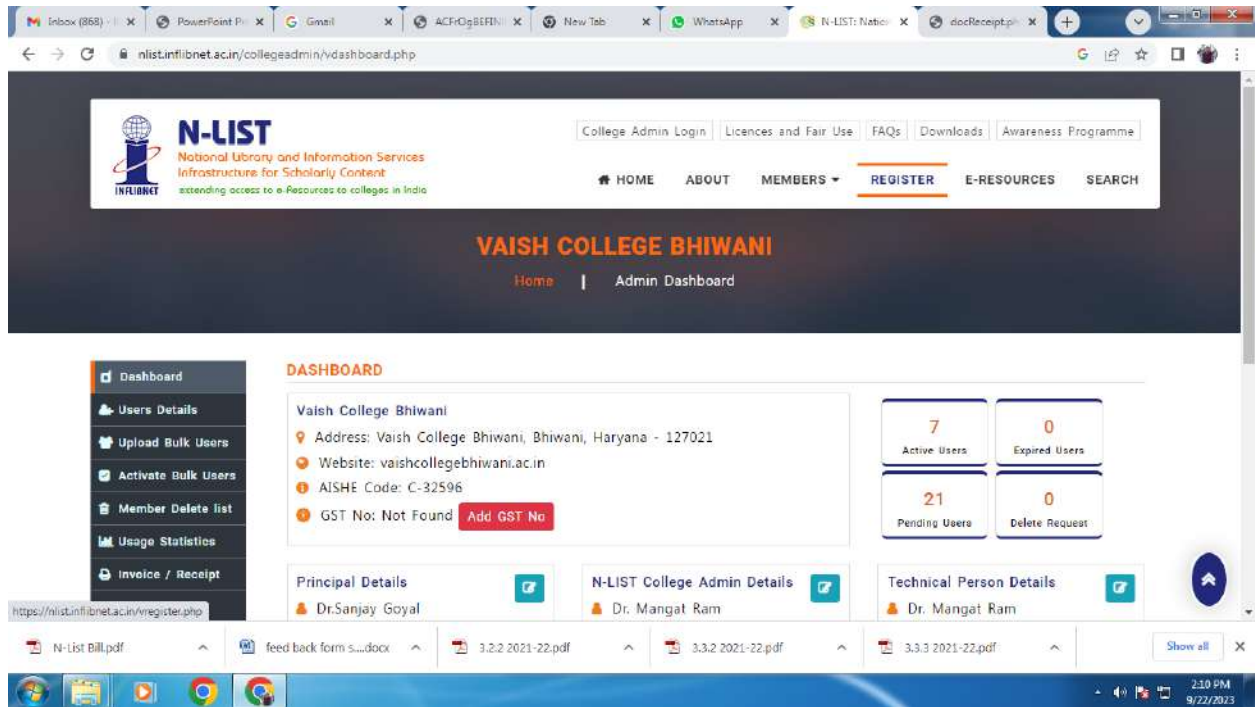 Inbox (868) -
PowerPoint Pr
Gmail
ACFrOgBEFIN
New Tab
WhatsApp
N-LIST: Natio
docReceipt.ph
nlist.inflibnet.ac.in/collegeadmin/vdashboard.php
INFLIBNET
N-LIST
National Library and Information Services
Infrastructure for Scholarly Content
extending access to e-Resources to colleges in India
College Admin Login
Licences and Fair Use
FAQs
Downloads
Awareness Programme
HOME
ABOUT
MEMBERS
REGISTER
E-RESOURCES
SEARCH
VAISH COLLEGE BHIWANI
Home | Admin Dashboard
Dashboard
Users Details
Upload Bulk Users
Activate Bulk Users
Member Delete list
Usage Statistics
Invoice / Receipt
DASHBOARD
Vaish College Bhiwani
Address: Vaish College Bhiwani, Bhiwani, Haryana - 127021
Website: vaishcollegebhiwani.ac.in
AISHE Code: C-32596
GST No: Not Found Add GST No
7
Active Users
0
Expired Users
21
Pending Users
0
Delete Request
Principal Details
Dr.Sanjay Goyal
N-LIST College Admin Details
Dr. Mangat Ram
Technical Person Details
Dr. Mangat Ram
https://nlist.inflibnet.ac.in/vregister.php
N-List Bill.pdf
feed back form s....docx
3.2.2 2021-22.pdf
3.3.2 2021-22.pdf
3.3.3 2021-22.pdf
Show all
2:10 PM
9/22/2023